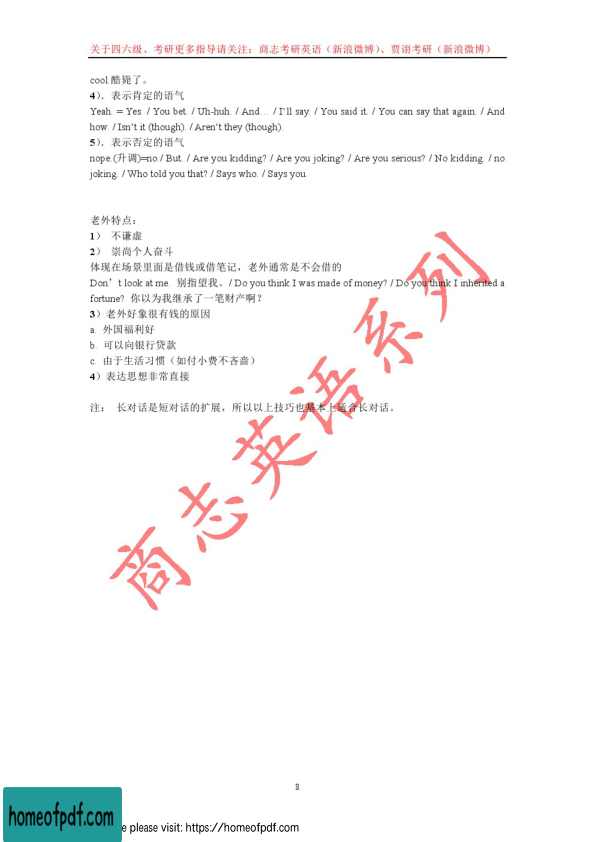 关于四六级、考研更多指导请关注：商志考研英语（新浪微博）、贾诩考研（新浪微博）
cool.酷毙了。
4）．表示肯定的语气
Yeah. = Yes. / You bet. / Uh-huh. / And… / I'll say. / You said it. / You can say that again. / And
how. / Isn't it (though). / Aren't they (though).
5）．表示否定的语气
nope.(升调)=no / But. / Are you kidding? / Are you joking? / Are you serious? / No kidding. / no
joking. / Who told you that? / Says who. / Says you.
老外特点：
1） 不谦虚
2） 崇尚个人奋斗
体现在场景里面是借钱或借笔记，老外通常是不会借的
Don’t look at me. 别指望我。/ Do you think I was made of money? / Do you think I inherited a
fortune? 你以为我继承了一笔财产啊？
3）老外好象很有钱的原因
a. 外国福利好
b. 可以向银行贷款
c. 由于生活习惯（如付小费不吝啬）
4）表达思想非常直接
注： 长对话是短对话的扩展，所以以上技巧也基本上适合长对话。
商志英语系列
8
homeofpdf.com
e please visit: https://homeofpdf.com